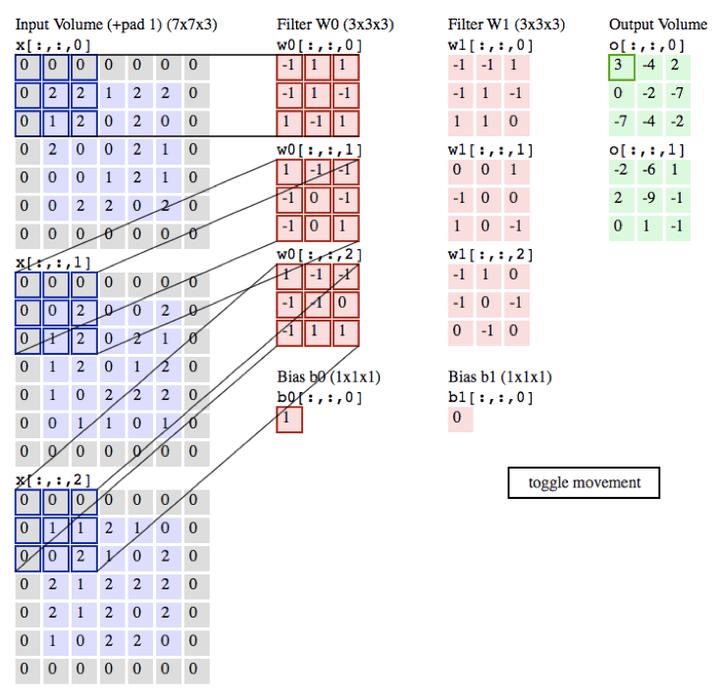 Input Volume (+pad 1) (7x7x3)
x[:,:,0]
0 0 0 0 0 0 0
0 2 2 1 2 2 0
0 1 2 0 2 0 0
0 2 0 0 2 1 0
0 0 0 1 2 1 0
0 0 2 2 0 2 0
0 0 0 0 0 0 0
x[:,:,1]
0 0 0 0 0 0 0
0 0 2 0 0 2 0
0 1 2 0 2 1 0
0 1 2 0 1 2 0
0 1 0 2 2 2 0
0 0 1 1 0 1 0
0 0 0 0 0 0 0
x[:,:,2]
0 0 0 0 0 0 0
0 1 1 2 1 0 0
0 0 2 1 0 2 0
0 2 1 2 2 2 0
0 2 1 2 0 2 0
0 1 0 2 2 0 0
0 0 0 0 0 0 0
Filter W0 (3x3x3)
w0[:,:,0]
-1 1 1
-1 1 -1
1 -1 1
w0[:,:,1]
1 -1 -1
-1 0 -1
-1 0 1
w0[:,:,2]
1 -1 -1
-1 -1 0
-1 1 1
Bias b0 (1x1x1)
b0[:,:,0]
1
Filter W1 (3x3x3)
w1[:,:,0]
-1 -1 1
-1 1 -1
1 1 0
w1[:,:,1]
0 0 1
-1 0 0
1 0 -1
w1[:,:,2]
-1 1 0
-1 0 -1
0 -1 0
Bias b1 (1x1x1)
b1[:,:,0]
0
Output Volume
o[:,:,0]
3 -4 2
0 -2 -7
-7 -4 -2
o[:,:,1]
-2 -6 1
2 -9 -1
0 1 -1
toggle movement